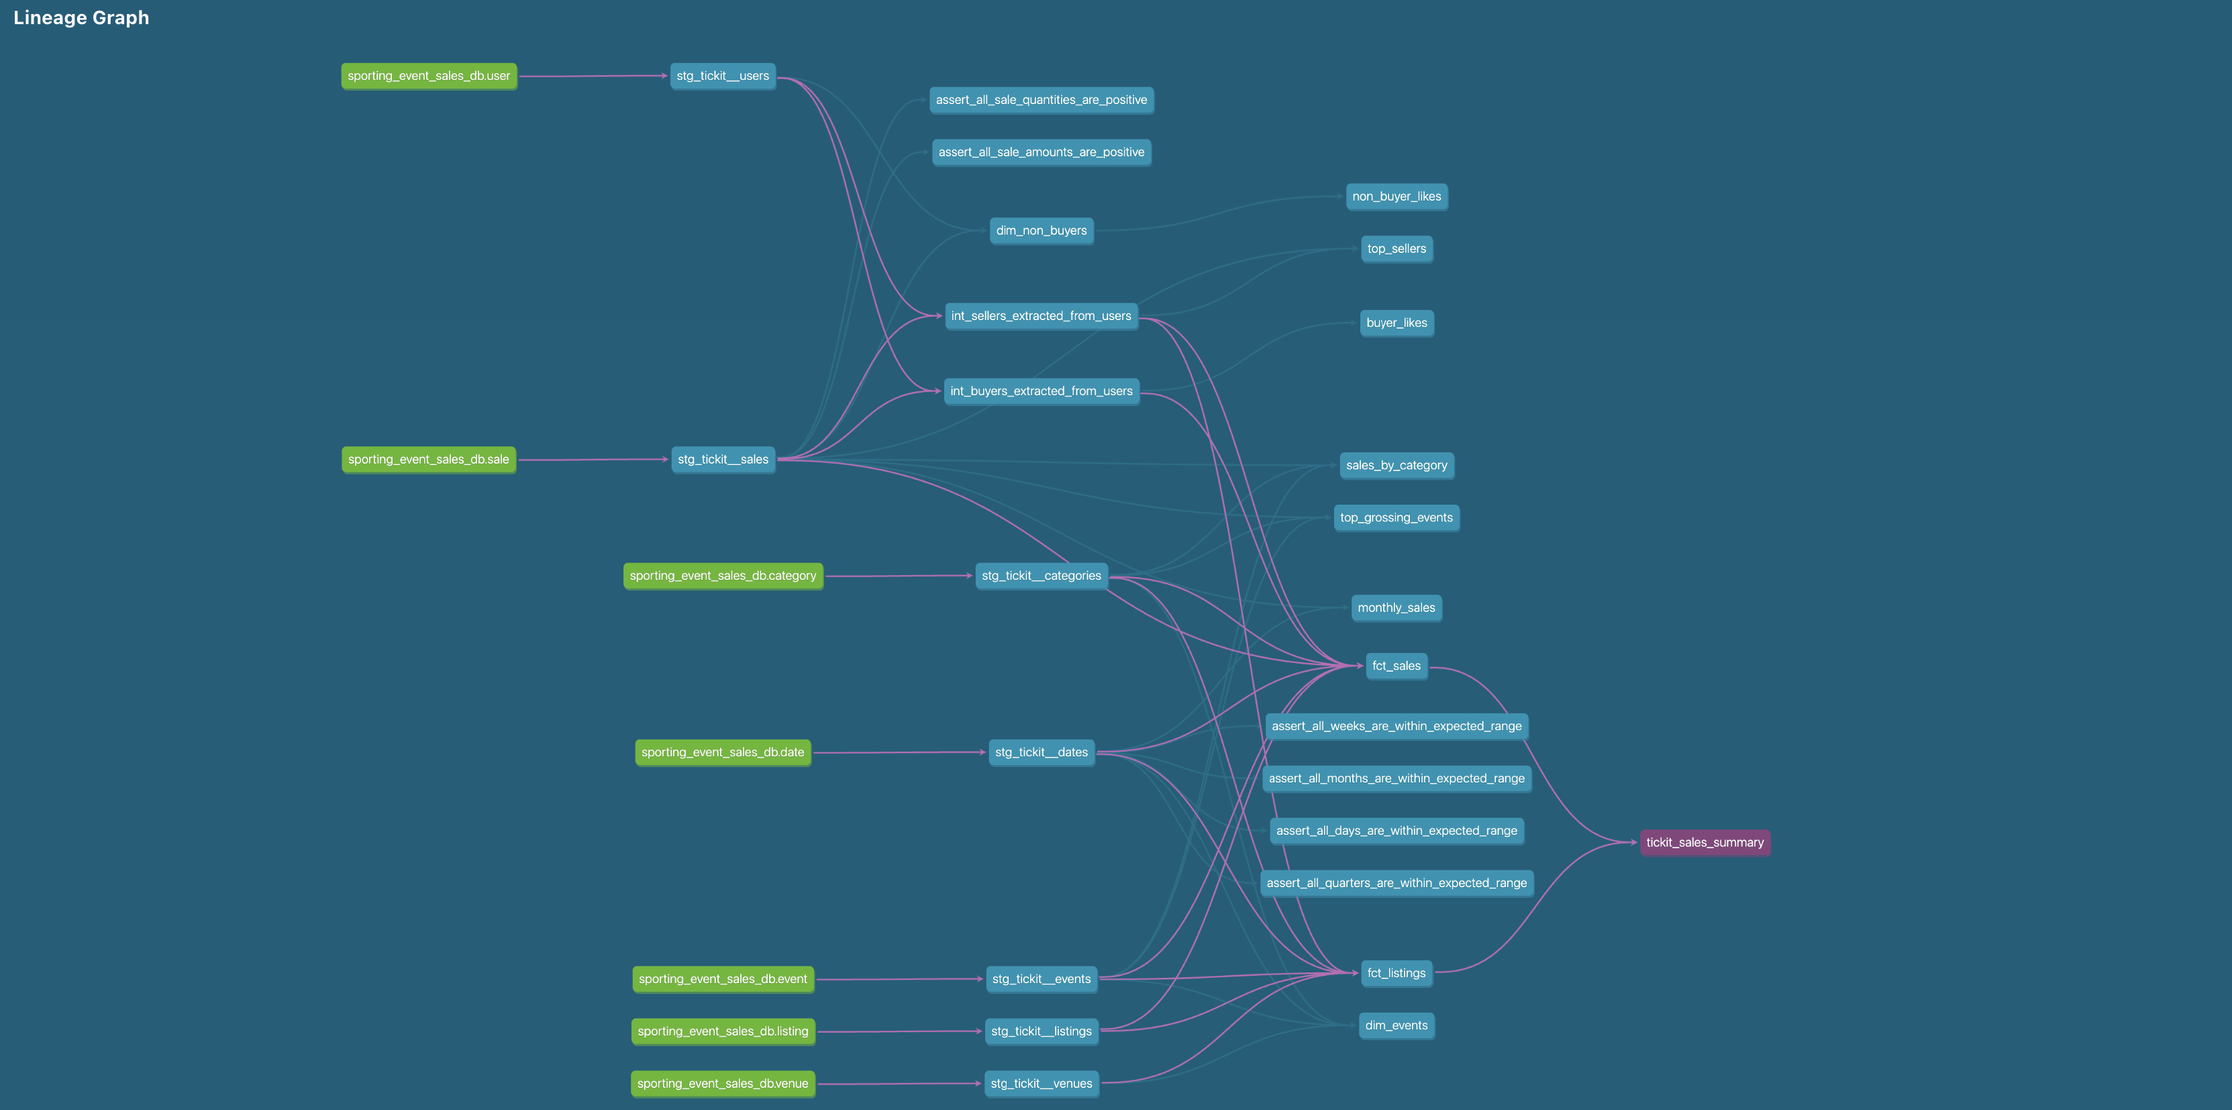 Lineage Graph
sporting_event_sales_db.user
stg_tickit__users
assert_all_sale_quantities_are_positive
assert_all_sale_amounts_are_positive
non_buyer_likes
dim_non_buyers
top_sellers
int_sellers_extracted_from_users
buyer_likes
int_buyers_extracted_from_users
sporting_event_sales_db.sale
stg_tickit__sales
sales_by_category
top_grossing_events
sporting_event_sales_db.category
stg_tickit__categories
monthly_sales
fct_sales
assert_all_weeks_are_within_expected_range
sporting_event_sales_db.date
stg_tickit__dates
assert_all_months_are_within_expected_range
assert_all_days_are_within_expected_range
tickit_sales_summary
assert_all_quarters_are_within_expected_range
sporting_event_sales_db.event
stg_tickit__events
fct_listings
sporting_event_sales_db.listing
stg_tickit__listings
dim_events
sporting_event_sales_db.venue
stg_tickit__venues